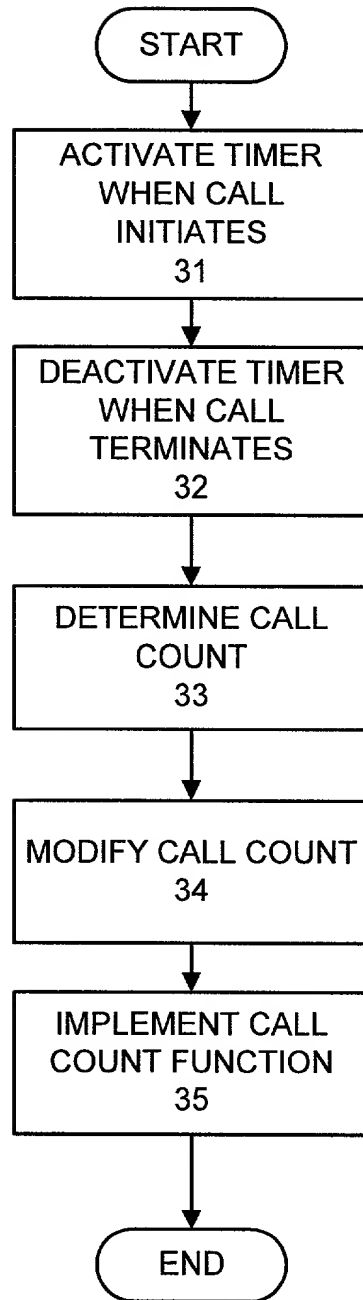 START
ACTIVATE TIMER
WHEN CALL
INITIATES
31
DEACTIVATE TIMER
WHEN CALL
TERMINATES
32
DETERMINE CALL
COUNT
33
MODIFY CALL COUNT
34
IMPLEMENT CALL
COUNT FUNCTION
35
END